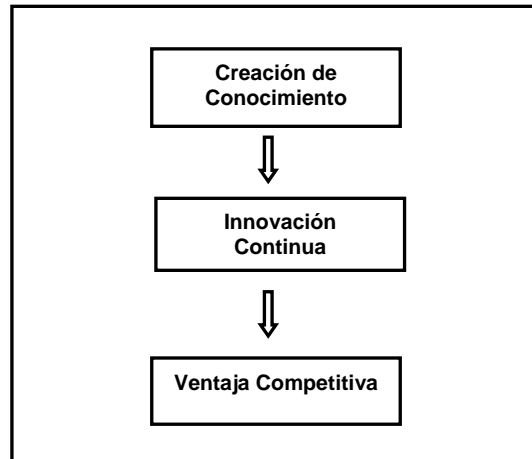 Creación de
Conocimiento
Innovación
Continua
Ventaja Competitiva